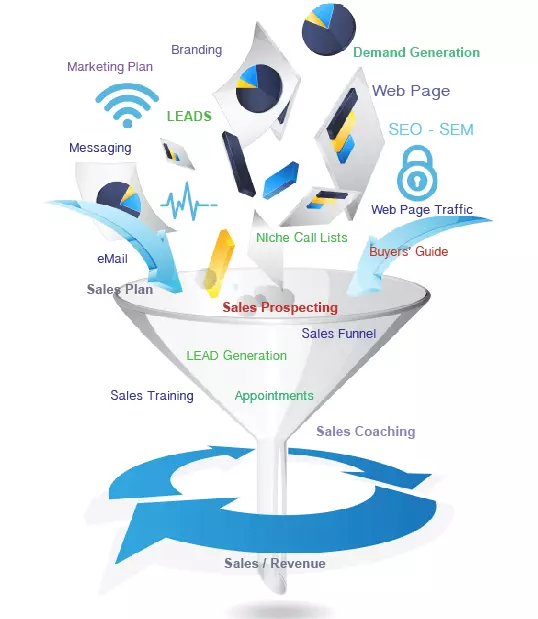 Branding
Demand Generation
Marketing Plan
Web Page
LEADS
SEO - SEM
Messaging
Web Page Traffic
NIche Call Lists
Buyers' Guide
eMail
Sales Plan
Sales Prospecting
Sales Funnel
LEAD Generation
Sales Training
Appointments
Sales Coaching
Sales / Revenue